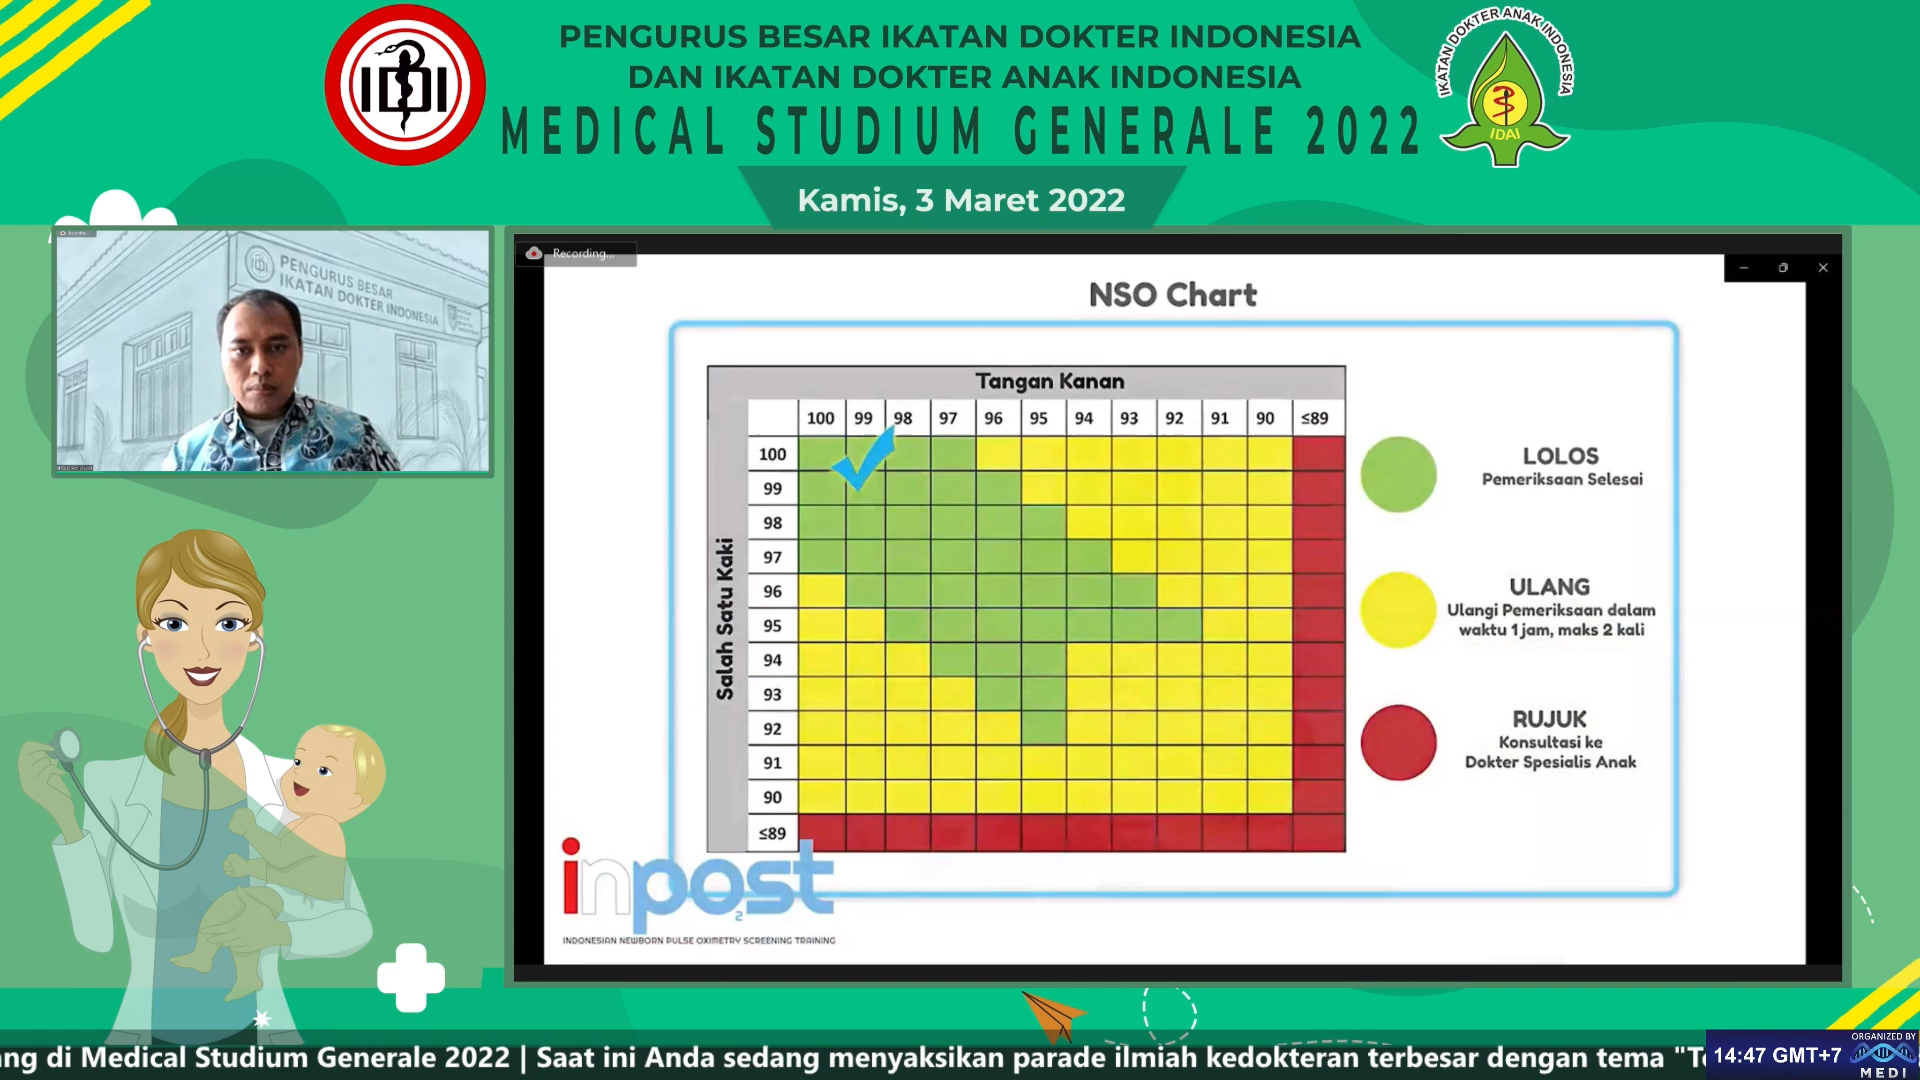 PENGURUS BESAR IKATAN DOKTER INDONESIA
DAN IKATAN DOKTER ANAK INDONESIA
MEDICAL STUDIUM GENERALE 2022
Kamis, 3 Maret 2022
IDI
IKATAN DOKTER ANAK INDONESIA
IDAI
PENGURUS BESAR
IKATAN DOKTER INDONESIA
Recording...
NSO Chart
Tangan Kanan
100 99 98 97 96 95 94 93 92 91 90 ≤89
Salah Satu Kaki
100
99
98
97
96
95
94
93
92
91
90
≤89
LOLOS
Pemeriksaan Selesai
ULANG
Ulangi Pemeriksaan dalam
waktu 1 jam, maks 2 kali
RUJUK
Konsultasi ke
Dokter Spesialis Anak
inpost
2
INDONESIAN NEWBORN PULSE OXIMETRY SCREENING TRAINING
ang di Medical Studium Generale 2022 | Saat ini Anda sedang menyaksikan parade ilmiah kedokteran terbesar dengan tema "T
14:47 GMT+7
ORGANIZED BY
MEDI